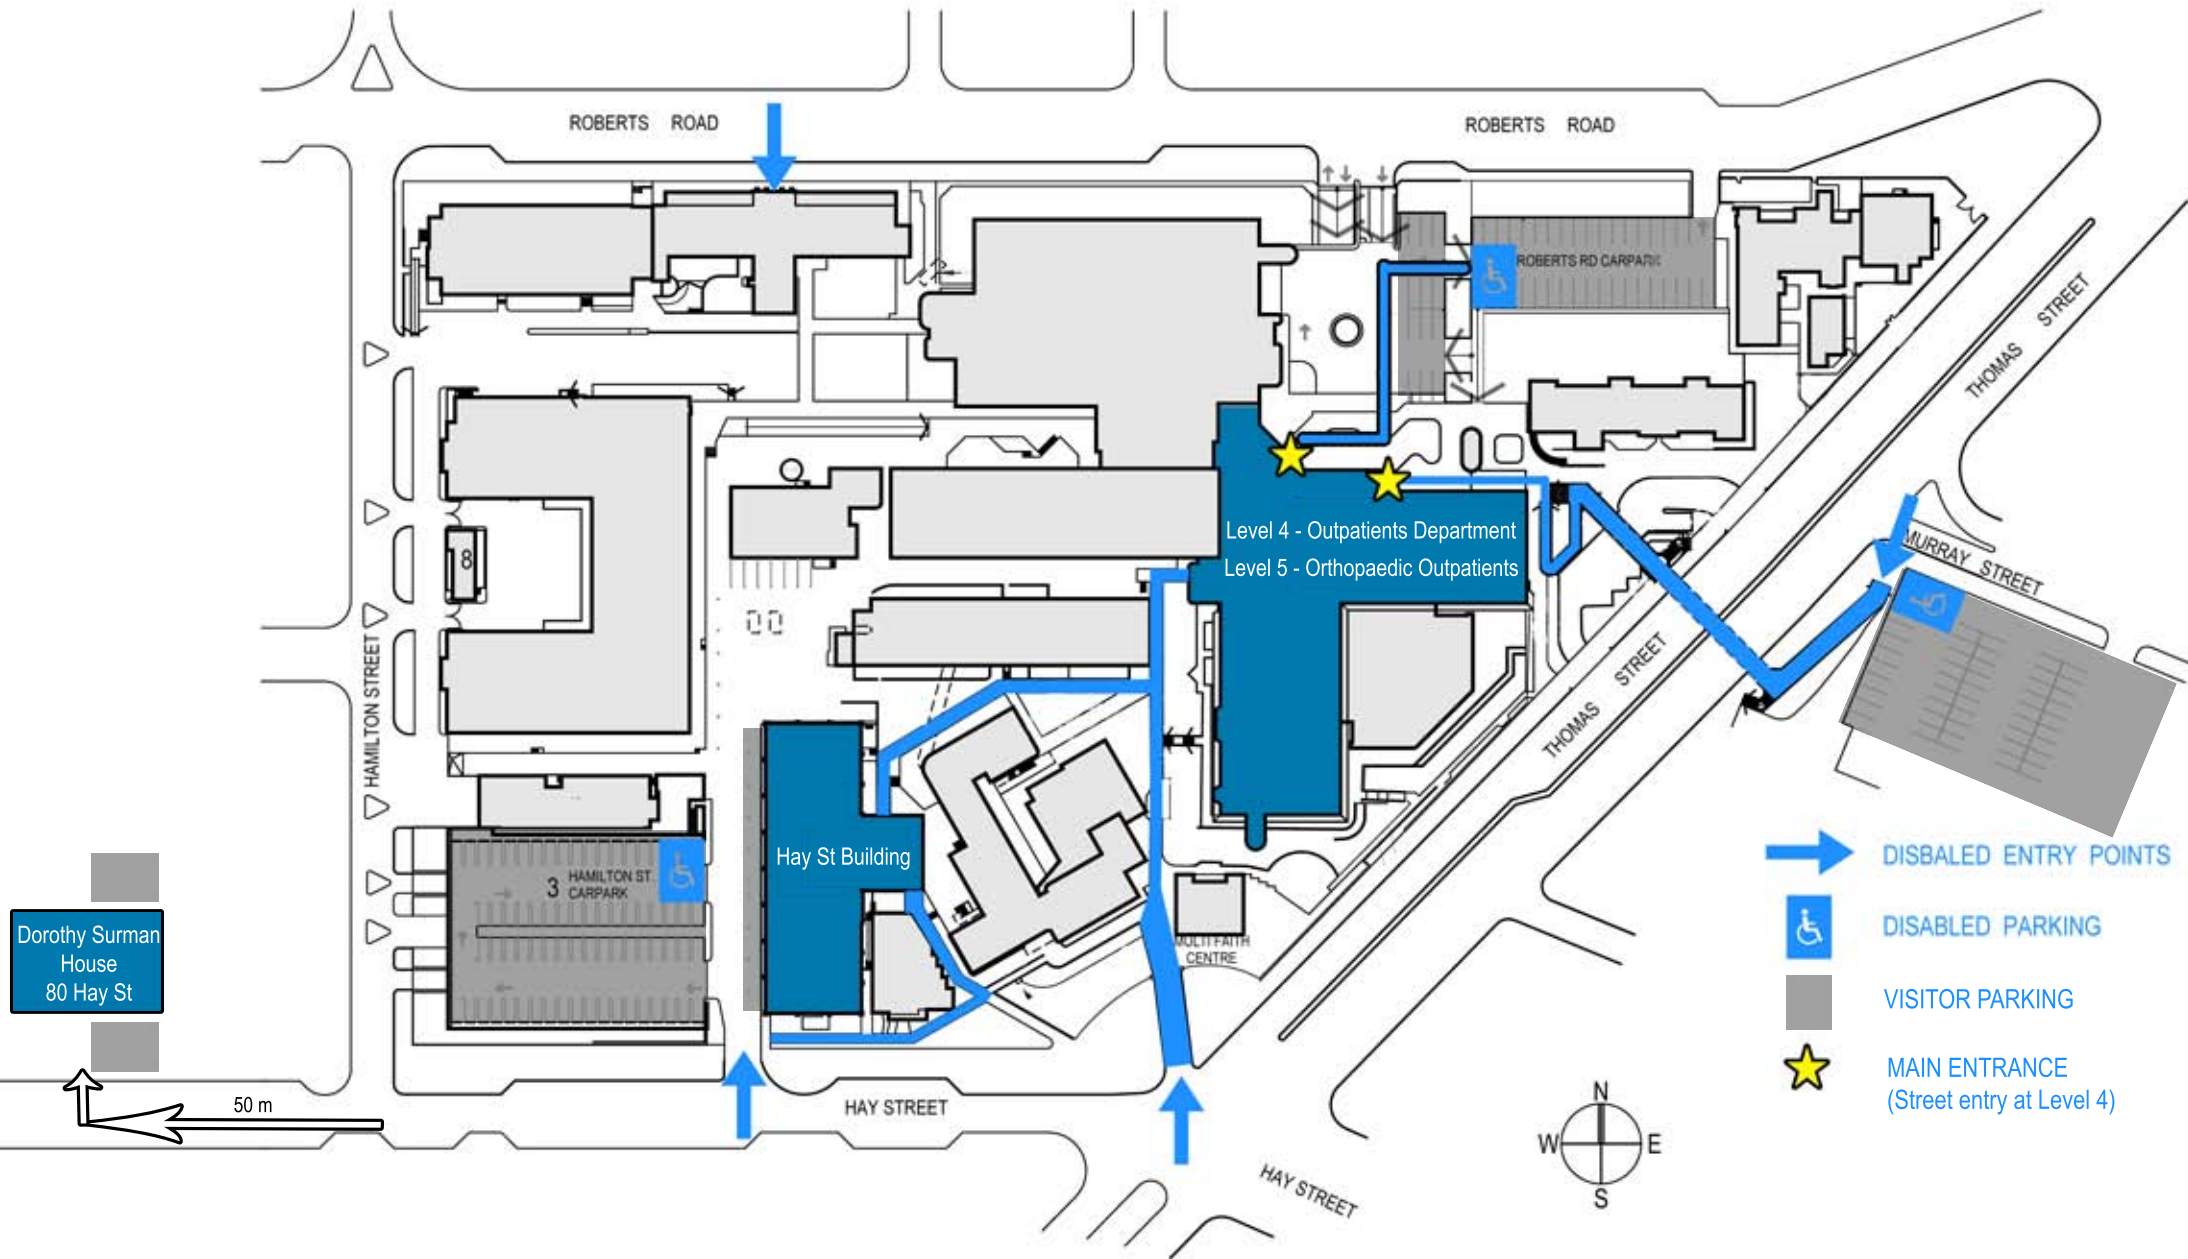 ROBERTS ROAD
ROBERTS ROAD
ROBERTS RD CARPARK
THOMAS STREET
Level 4 - Outpatients Department
Level 5 - Orthopaedic Outpatients
MURRAY STREET
8
HAMILTON STREET
THOMAS STREET
Hay St Building
3
HAMILTON ST.
CARPARK
Dorothy Surman
House
80 Hay St
MULTI FAITH
CENTRE
DISBALED ENTRY POINTS
DISABLED PARKING
VISITOR PARKING
MAIN ENTRANCE
(Street entry at Level 4)
50 m
HAY STREET
HAY STREET
N
W E
S